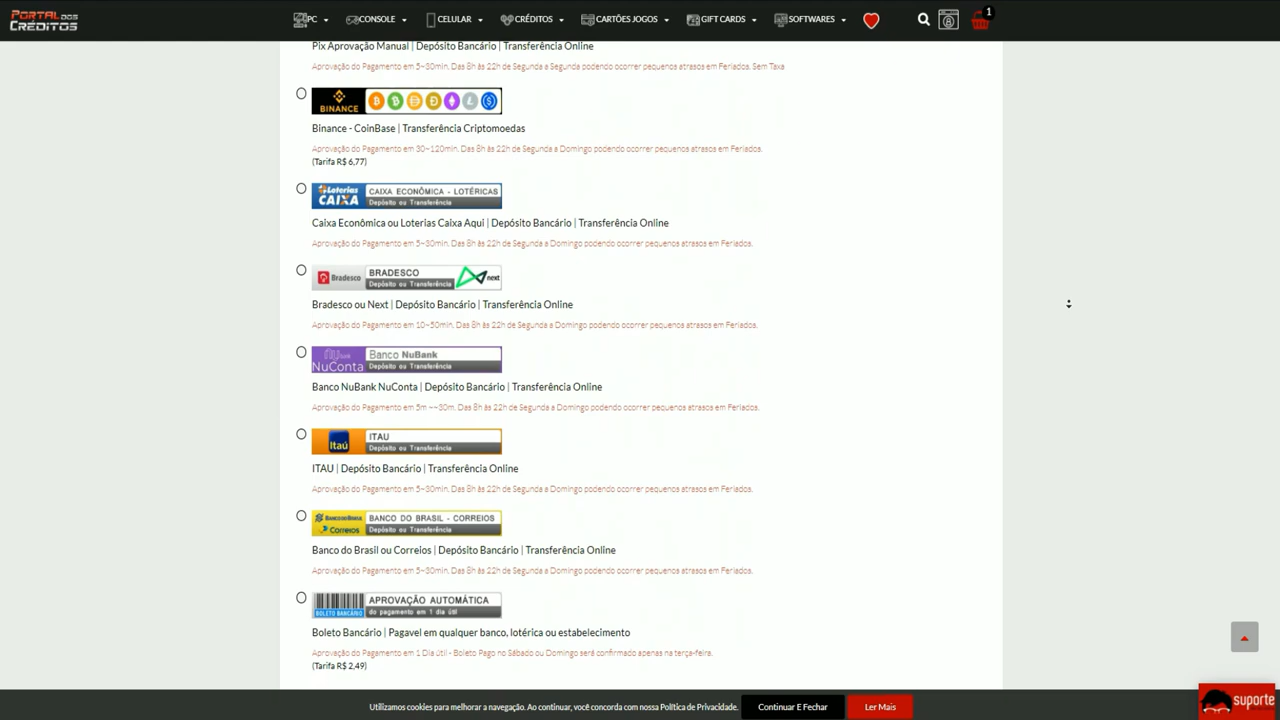 PORTAL DOS CRÉDITOS
PC
CONSOLE
CELULAR
CRÉDITOS
CARTÕES JOGOS
GIFT CARDS
SOFTWARES
1
Pix Aprovação Manual | Depósito Bancário | Transferência Online
Aprovação do Pagamento em 5~30min. Das 8h às 22h de Segunda a Segunda podendo ocorrer pequenos atrasos em Feriados. Sem Taxa
BINANCE
Binance - CoinBase | Transferência Criptomoedas
Aprovação do Pagamento em 30~120min. Das 8h às 22h de Segunda a Domingo podendo ocorrer pequenos atrasos em Feriados.
(Tarifa R$ 6,77)
Loterias CAIXA
CAIXA ECONÔMICA - LOTÉRICAS
Depósito ou Transferência
Caixa Econômica ou Loterias Caixa Aqui | Depósito Bancário | Transferência Online
Aprovação do Pagamento em 5~30min. Das 8h às 22h de Segunda a Domingo podendo ocorrer pequenos atrasos em Feriados.
Bradesco
BRADESCO
Depósito ou Transferência
next
Bradesco ou Next | Depósito Bancário | Transferência Online
Aprovação do Pagamento em 10~50min. Das 8h às 22h de Segunda a Domingo podendo ocorrer pequenos atrasos em Feriados.
NuConta
Banco NuBank
Depósito ou Transferência
Banco NuBank NuConta | Depósito Bancário | Transferência Online
Aprovação do Pagamento em 5m ~~30m. Das 8h às 22h de Segunda a Domingo podendo ocorrer pequenos atrasos em Feriados.
Itaú
ITAU
Depósito ou Transferência
ITAU | Depósito Bancário | Transferência Online
Aprovação do Pagamento em 5~30min. Das 8h às 22h de Segunda a Domingo podendo ocorrer pequenos atrasos em Feriados.
BANCO DO BRASIL
Correios
BANCO DO BRASIL - CORREIOS
Depósito ou Transferência
Banco do Brasil ou Correios | Depósito Bancário | Transferência Online
Aprovação do Pagamento em 5~30min. Das 8h às 22h de Segunda a Domingo podendo ocorrer pequenos atrasos em Feriados.
BOLETO BANCÁRIO
APROVAÇÃO AUTOMÁTICA
do pagamento em 1 dia útil
Boleto Bancário | Pagavel em qualquer banco, lotérica ou estabelecimento
Aprovação do Pagamento em 1 Dia útil - Boleto Pago no Sábado ou Domingo será confirmado apenas na terça-feira.
(Tarifa R$ 2,49)
Utilizamos cookies para melhorar a navegação. Ao continuar, você concorda com nossa Política de Privacidade.
Continuar E Fechar
Ler Mais
suporte